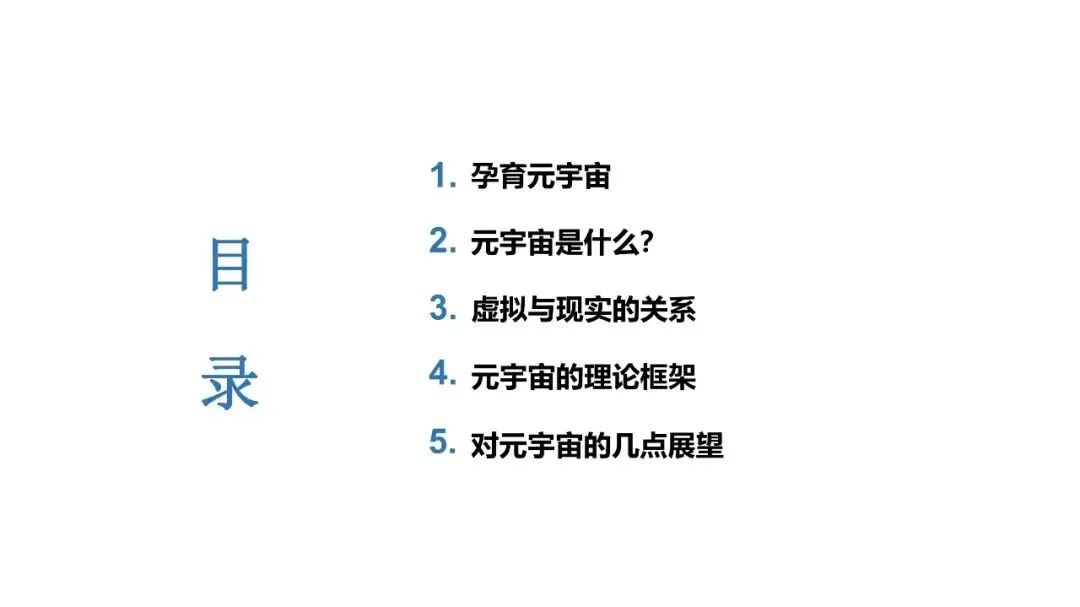 目录
1. 孕育元宇宙
2. 元宇宙是什么?
3. 虚拟与现实的关系
4. 元宇宙的理论框架
5. 对元宇宙的几点展望